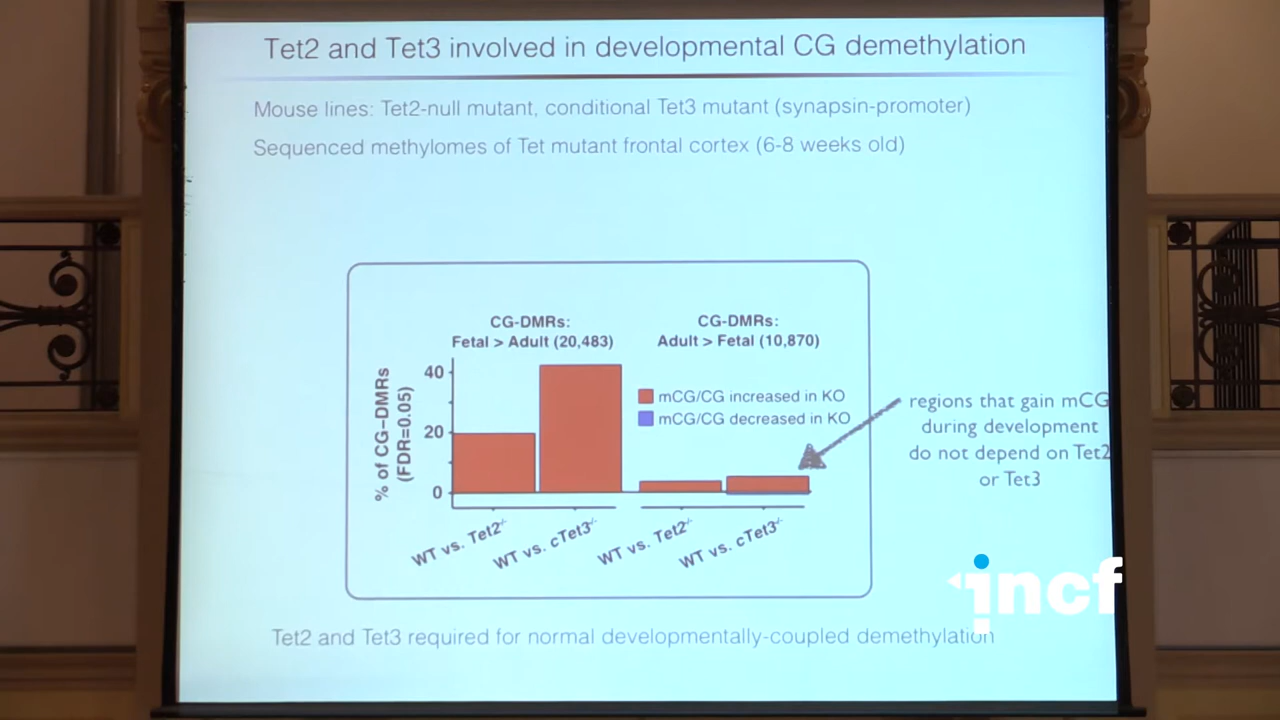 Tet2 and Tet3 involved in developmental CG demethylation
Mouse lines: Tet2-null mutant, conditional Tet3 mutant (synapsin-promoter)
Sequenced methylomes of Tet mutant frontal cortex (6-8 weeks old)
CG-DMRs:
Fetal > Adult (20,483)
CG-DMRs:
Adult > Fetal (10,870)
% of CG–DMRs
(FDR=0.05)
40
20
0
mCG/CG increased in KO
mCG/CG decreased in KO
WT vs. Tet2-/-
WT vs. cTet3-/-
WT vs. Tet2-/-
WT vs. cTet3-/-
regions that gain mCG
during development
do not depend on Tet2
or Tet3
incf
Tet2 and Tet3 required for normal developmentally-coupled demethylation